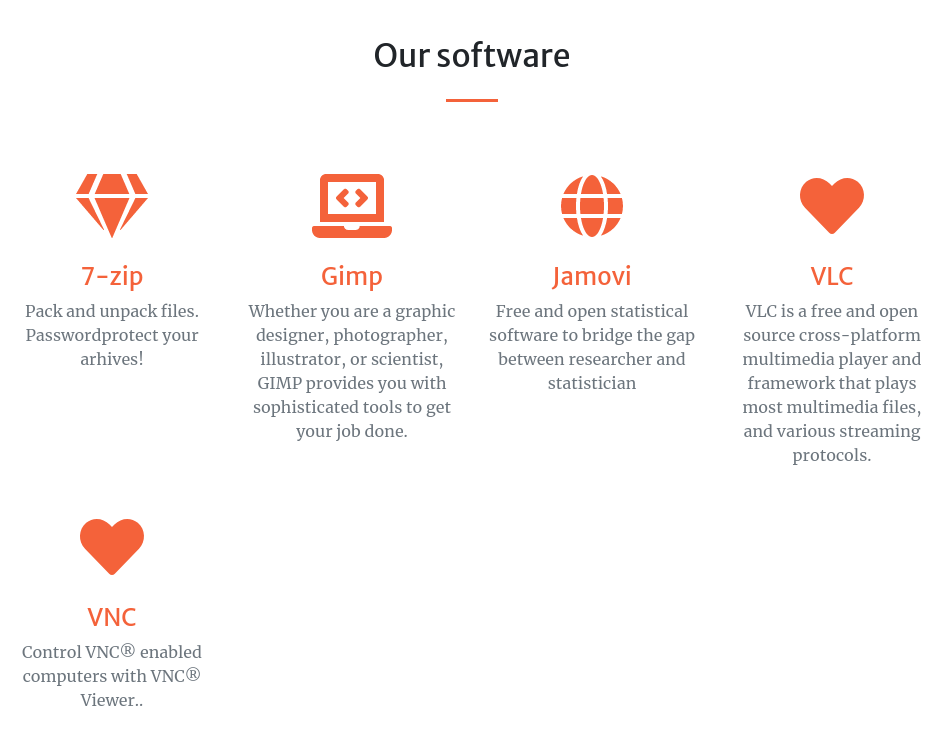 Our software
7-zip
Pack and unpack files.
Passwordprotect your
arhives!
Gimp
Whether you are a graphic
designer, photographer,
illustrator, or scientist,
GIMP provides you with
sophisticated tools to get
your job done.
Jamovi
Free and open statistical
software to bridge the gap
between researcher and
statistician
VLC
VLC is a free and open
source cross-platform
multimedia player and
framework that plays
most multimedia files,
and various streaming
protocols.
VNC
Control VNC® enabled
computers with VNC®
Viewer..